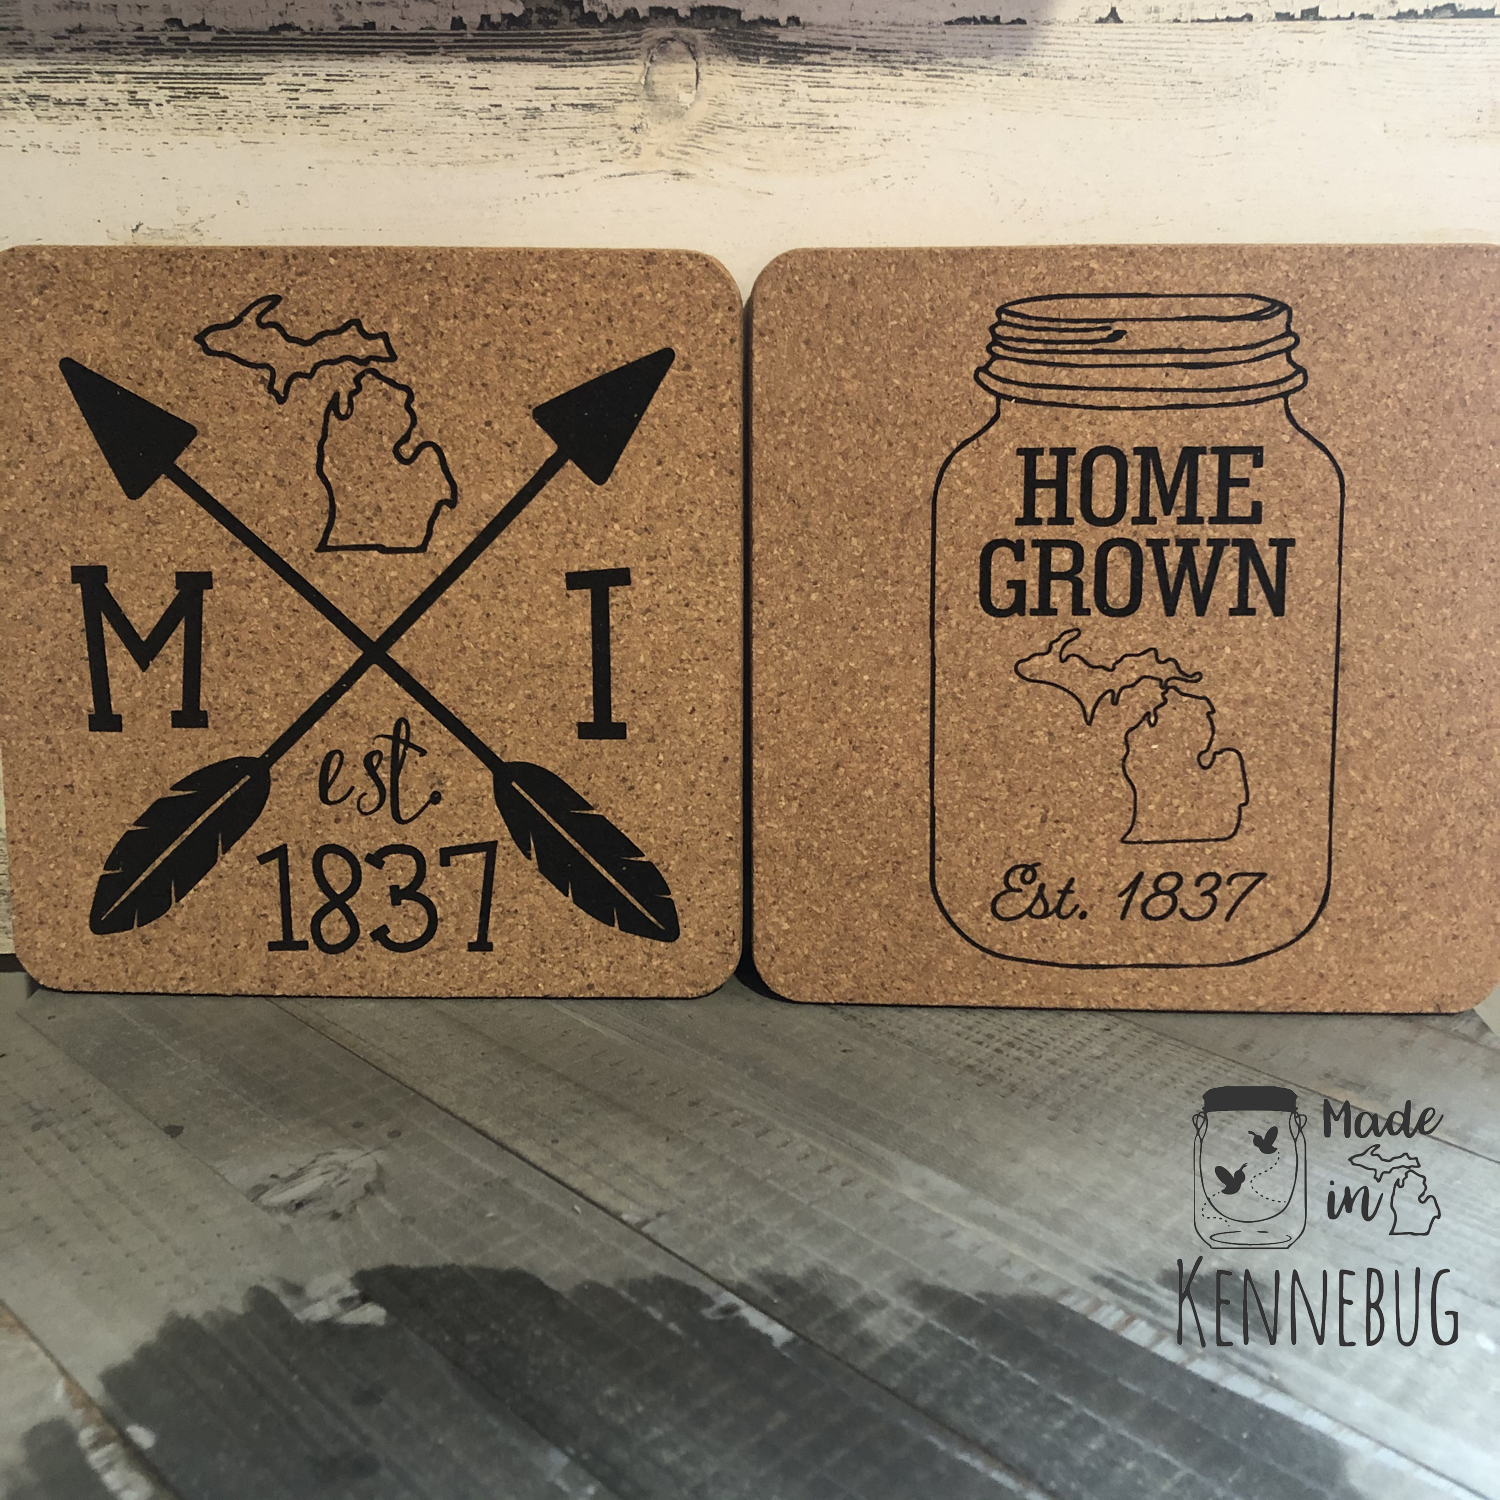 M I
est.
1837
HOME
GROWN
Est. 1837
Made
in
KENNEBUG